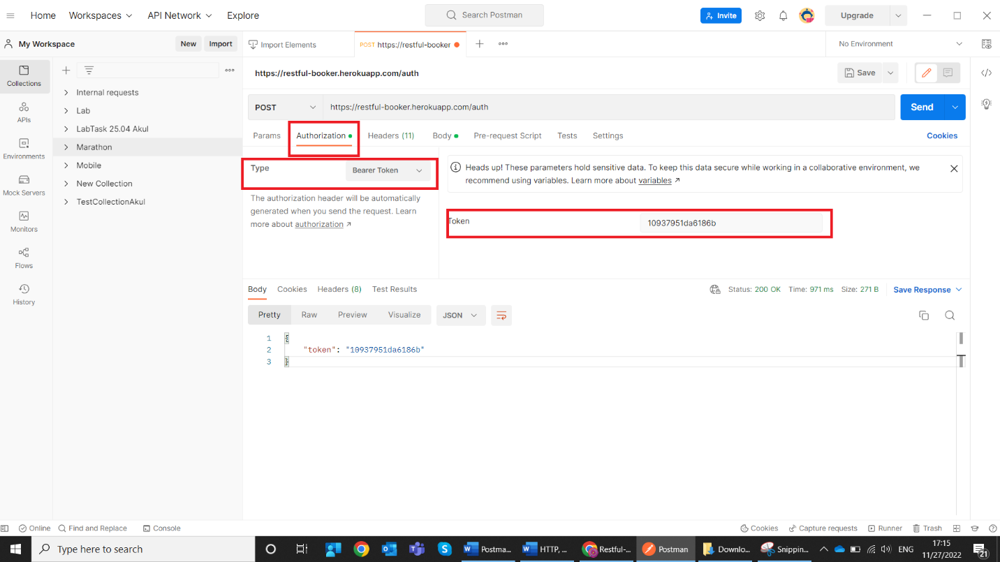 Home Workspaces API Network Explore Search Postman Invite Upgrade
My Workspace New Import Import Elements POST https://restful-booker No Environment
Collections
APIs
Environments
Mock Servers
Monitors
Flows
History
Internal requests
Lab
LabTask 25.04 Akul
Marathon
Mobile
New Collection
TestCollectionAkul
https://restful-booker.herokuapp.com/auth Save
POST https://restful-booker.herokuapp.com/auth Send
Params Authorization Headers (11) Body Pre-request Script Tests Settings Cookies
Type Bearer Token
The authorization header will be automatically
generated when you send the request. Learn
more about authorization ↗
Heads up! These parameters hold sensitive data. To keep this data secure while working in a collaborative environment, we
recommend using variables. Learn more about variables ↗
Token 10937951da6186b
Body Cookies Headers (8) Test Results Status: 200 OK Time: 971 ms Size: 271 B Save Response
Pretty Raw Preview Visualize JSON
1 {
2 "token": "10937951da6186b"
3 }
Online Find and Replace Console Cookies Capture requests Runner Trash
Type here to search Postma... HTTP, ... Restful-... Postman Downlo... Snippin... ENG 17:15
11/27/2022 21